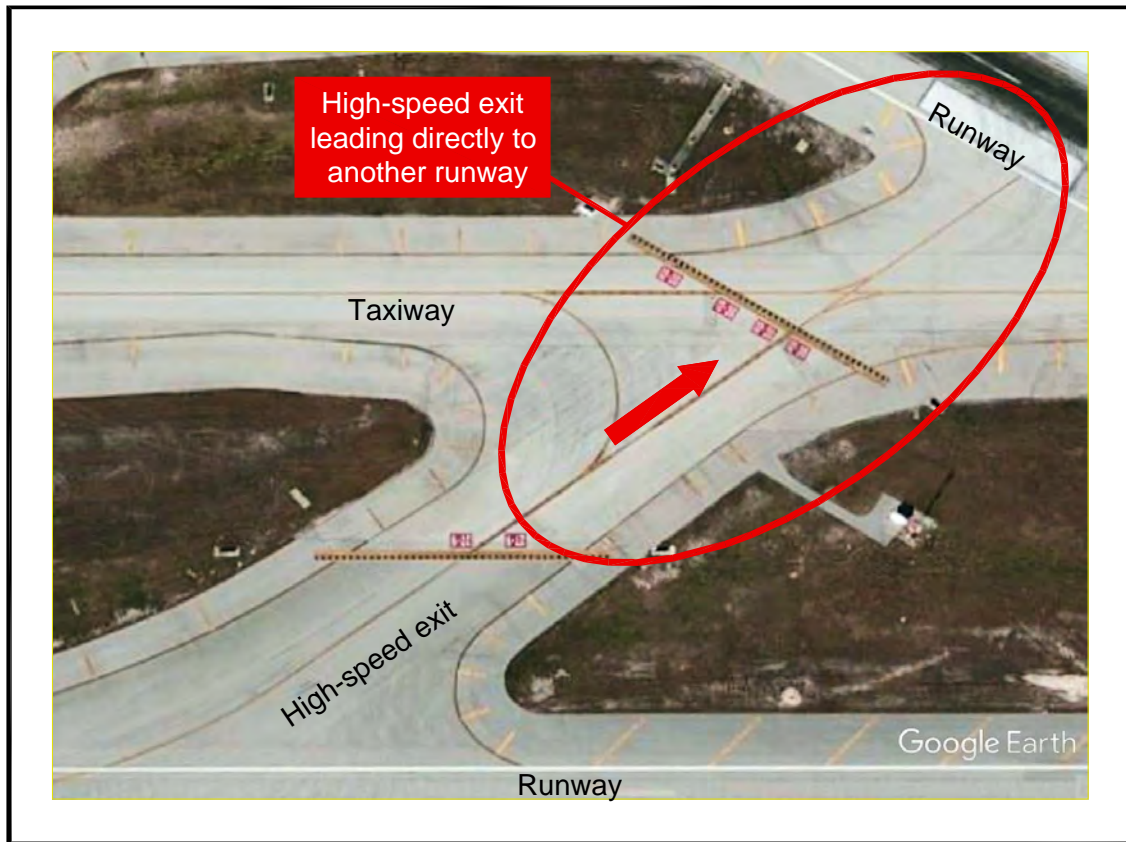 High-speed exit
leading directly to
another runway
Runway
Taxiway
High-speed exit
Google Earth
Runway